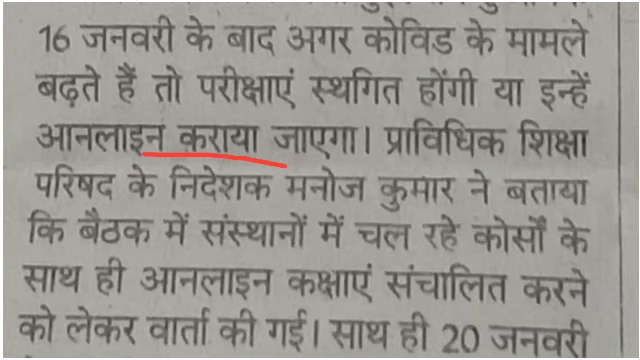 16 जनवरी के बाद अगर कोविड के मामले
बढ़ते हैं तो परीक्षाएं स्थगित होंगी या इन्हें
आनलाइन कराया जाएगा। प्राविधिक शिक्षा
परिषद के निदेशक मनोज कुमार ने बताया
कि बैठक में संस्थानों में चल रहे कोर्सों के
साथ ही आनलाइन कक्षाएं संचालित करने
को लेकर वार्ता की गई। साथ ही 20 जनवरी